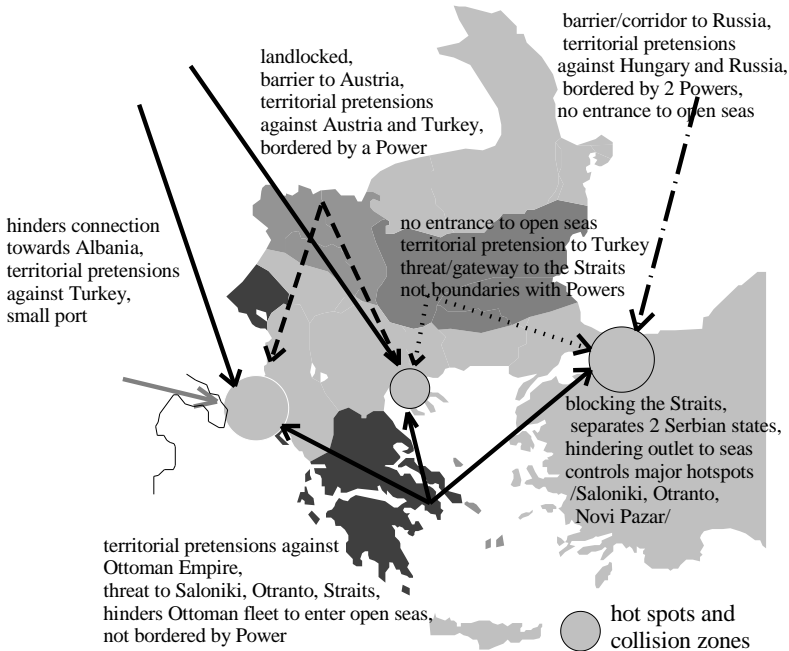 barrier/corridor to Russia,
territorial pretensions
against Hungary and Russia,
bordered by 2 Powers,
no entrance to open seas
landlocked,
barrier to Austria,
territorial pretensions
against Austria and Turkey,
bordered by a Power
hinders connection
towards Albania,
territorial pretensions
against Turkey,
small port
no entrance to open seas
territorial pretension to Turkey
threat/gateway to the Straits
not boundaries with Powers
blocking the Straits,
separates 2 Serbian states,
hindering outlet to seas
controls major hotspots
/Saloniki, Otranto,
Novi Pazar/
territorial pretensions against
Ottoman Empire,
threat to Saloniki, Otranto, Straits,
hinders Ottoman fleet to enter open seas,
not bordered by Power
hot spots and
collision zones